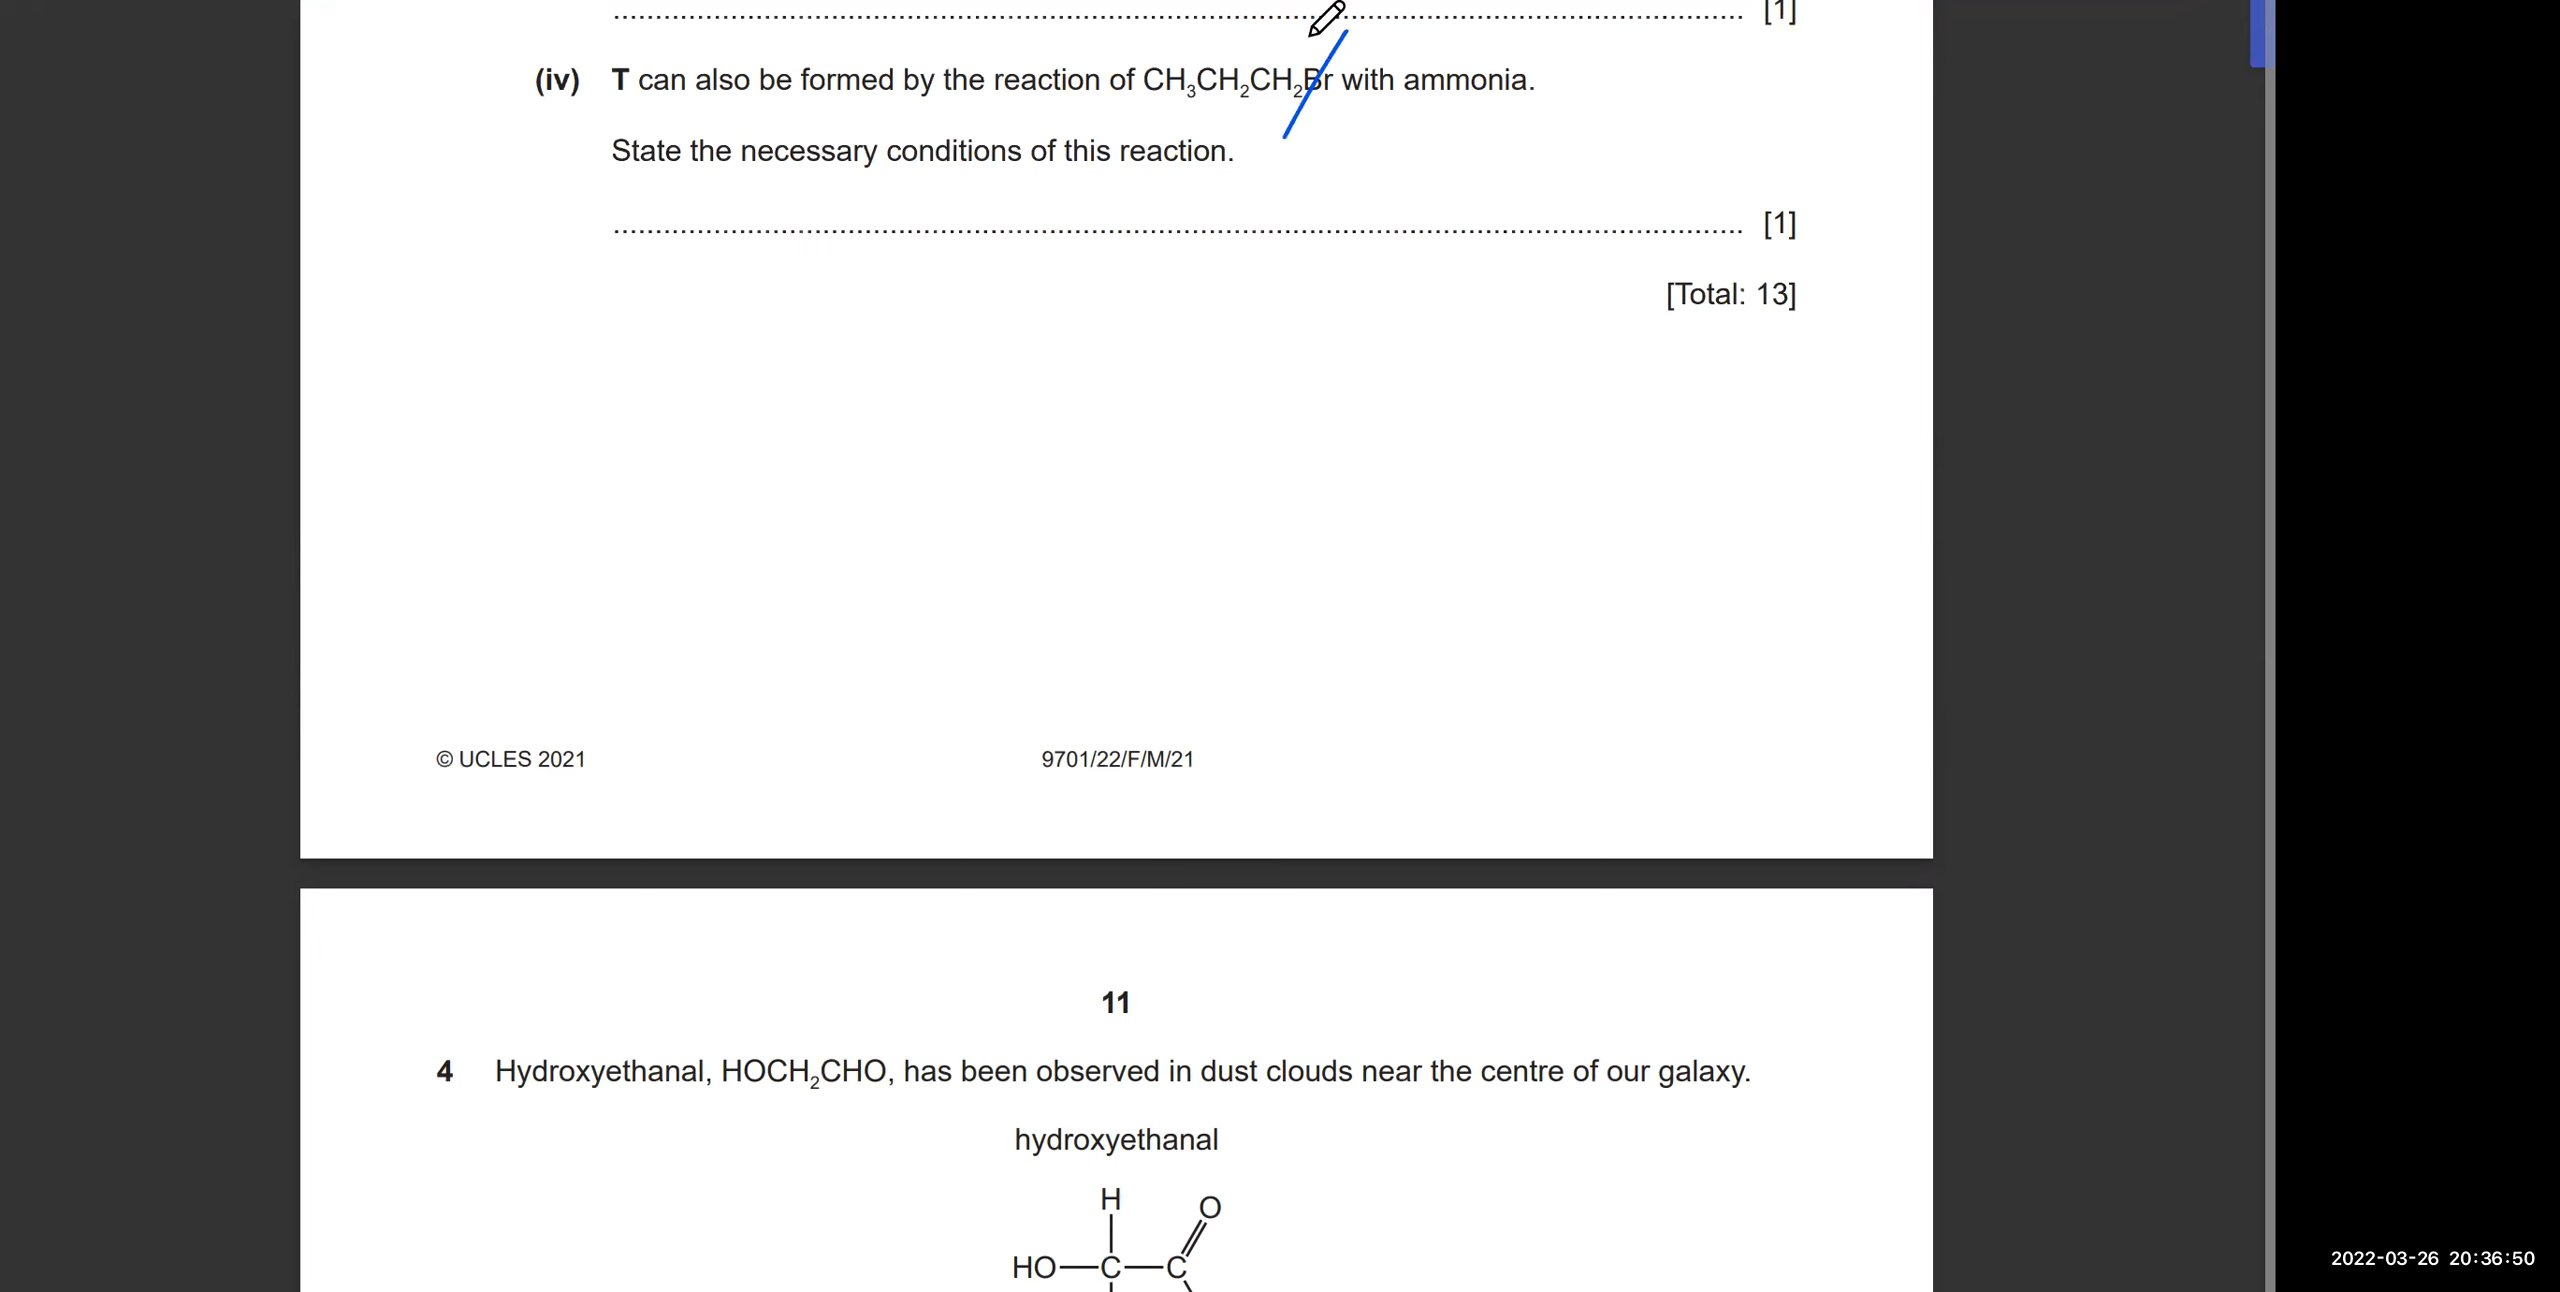 ........................................................................................................................................ [1]
(iv) T can also be formed by the reaction of CH₃CH₂CH₂Br with ammonia.
State the necessary conditions of this reaction.
........................................................................................................................................ [1]
[Total: 13]
© UCLES 2021 9701/22/F/M/21
11
4 Hydroxyethanal, HOCH₂CHO, has been observed in dust clouds near the centre of our galaxy.
hydroxyethanal
H
O
HO C C
2022-03-26 20:36:50